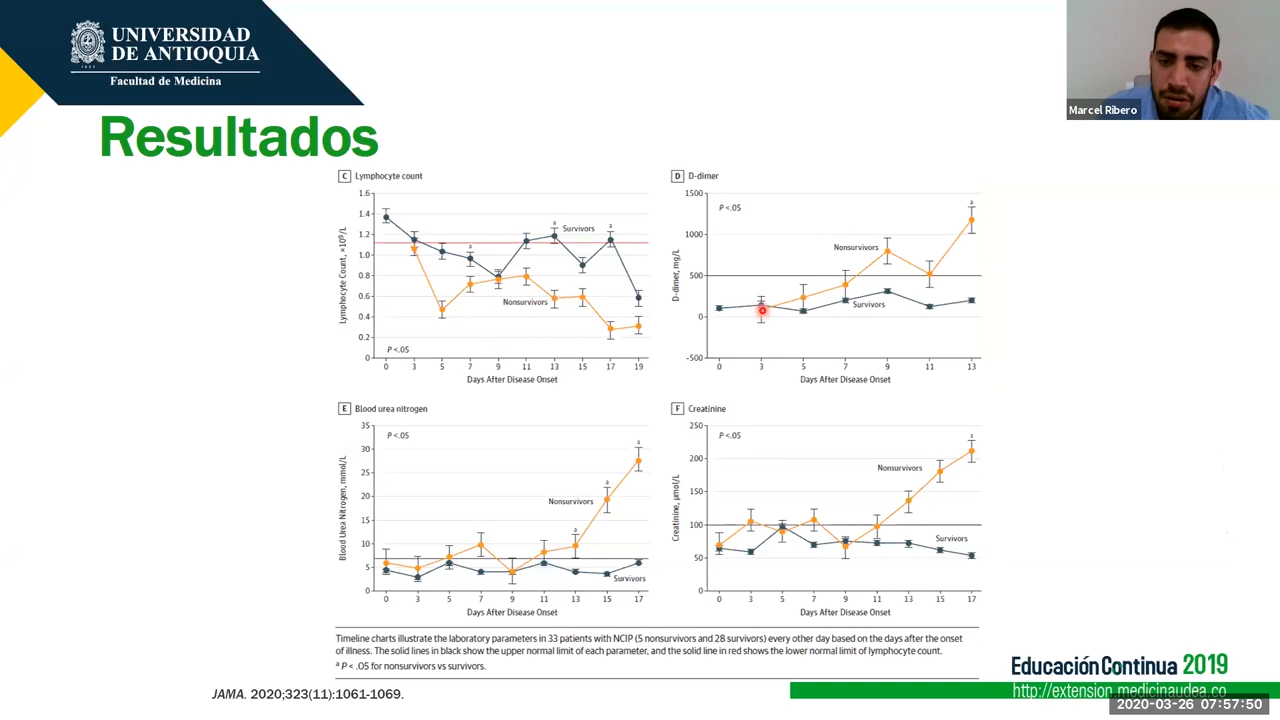 UNIVERSIDAD
DE ANTIOQUIA
Facultad de Medicina
Marcel Ribero
Resultados
C Lymphocyte count
Lymphocyte Count, ×10⁹/L
1.6
1.4
1.2
1.0
0.8
0.6
0.4
0.2
0
a
a
a
Survivors
Nonsurvivors
P <.05
0 3 5 7 9 11 13 15 17 19
Days After Disease Onset
D D-dimer
D-dimer, mg/L
1500
1000
500
0
-500
P <.05
a
Nonsurvivors
Survivors
0 3 5 7 9 11 13
Days After Disease Onset
E Blood urea nitrogen
Blood Urea Nitrogen, mmol/L
35
30
25
20
15
10
5
0
P <.05
a
a
a
Nonsurvivors
Survivors
0 3 5 7 9 11 13 15 17
Days After Disease Onset
F Creatinine
Creatinine, μmol/L
250
200
150
100
50
0
P <.05
a
Nonsurvivors
Survivors
0 3 5 7 9 11 13 15 17
Days After Disease Onset
Timeline charts illustrate the laboratory parameters in 33 patients with NCIP (5 nonsurvivors and 28 survivors) every other day based on the days after the onset
of illness. The solid lines in black show the upper normal limit of each parameter, and the solid line in red shows the lower normal limit of lymphocyte count.
a P < .05 for nonsurvivors vs survivors.
JAMA. 2020;323(11):1061-1069.
Educación Continua 2019
http://extension.medicinaudea.co
2020-03-26 07:57:50